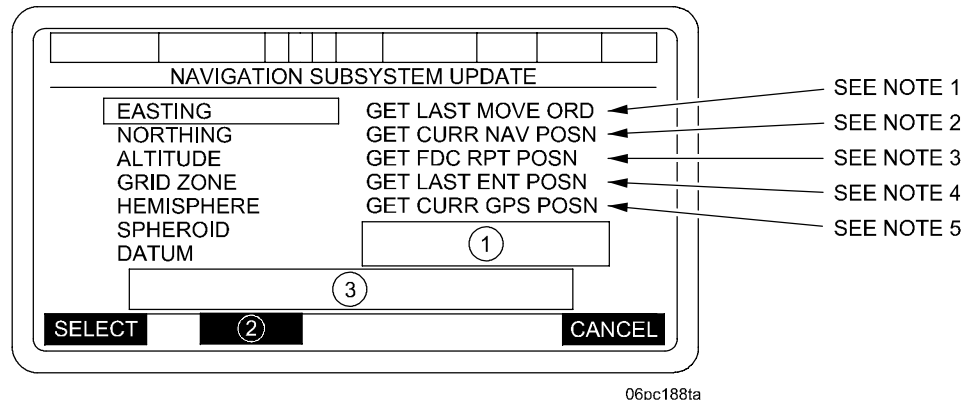 NAVIGATION SUBSYSTEM UPDATE
EASTING
NORTHING
ALTITUDE
GRID ZONE
HEMISPHERE
SPHEROID
DATUM
GET LAST MOVE ORD
GET CURR NAV POSN
GET FDC RPT POSN
GET LAST ENT POSN
GET CURR GPS POSN
1
3
SELECT
2
CANCEL
SEE NOTE 1
SEE NOTE 2
SEE NOTE 3
SEE NOTE 4
SEE NOTE 5
06pc188ta